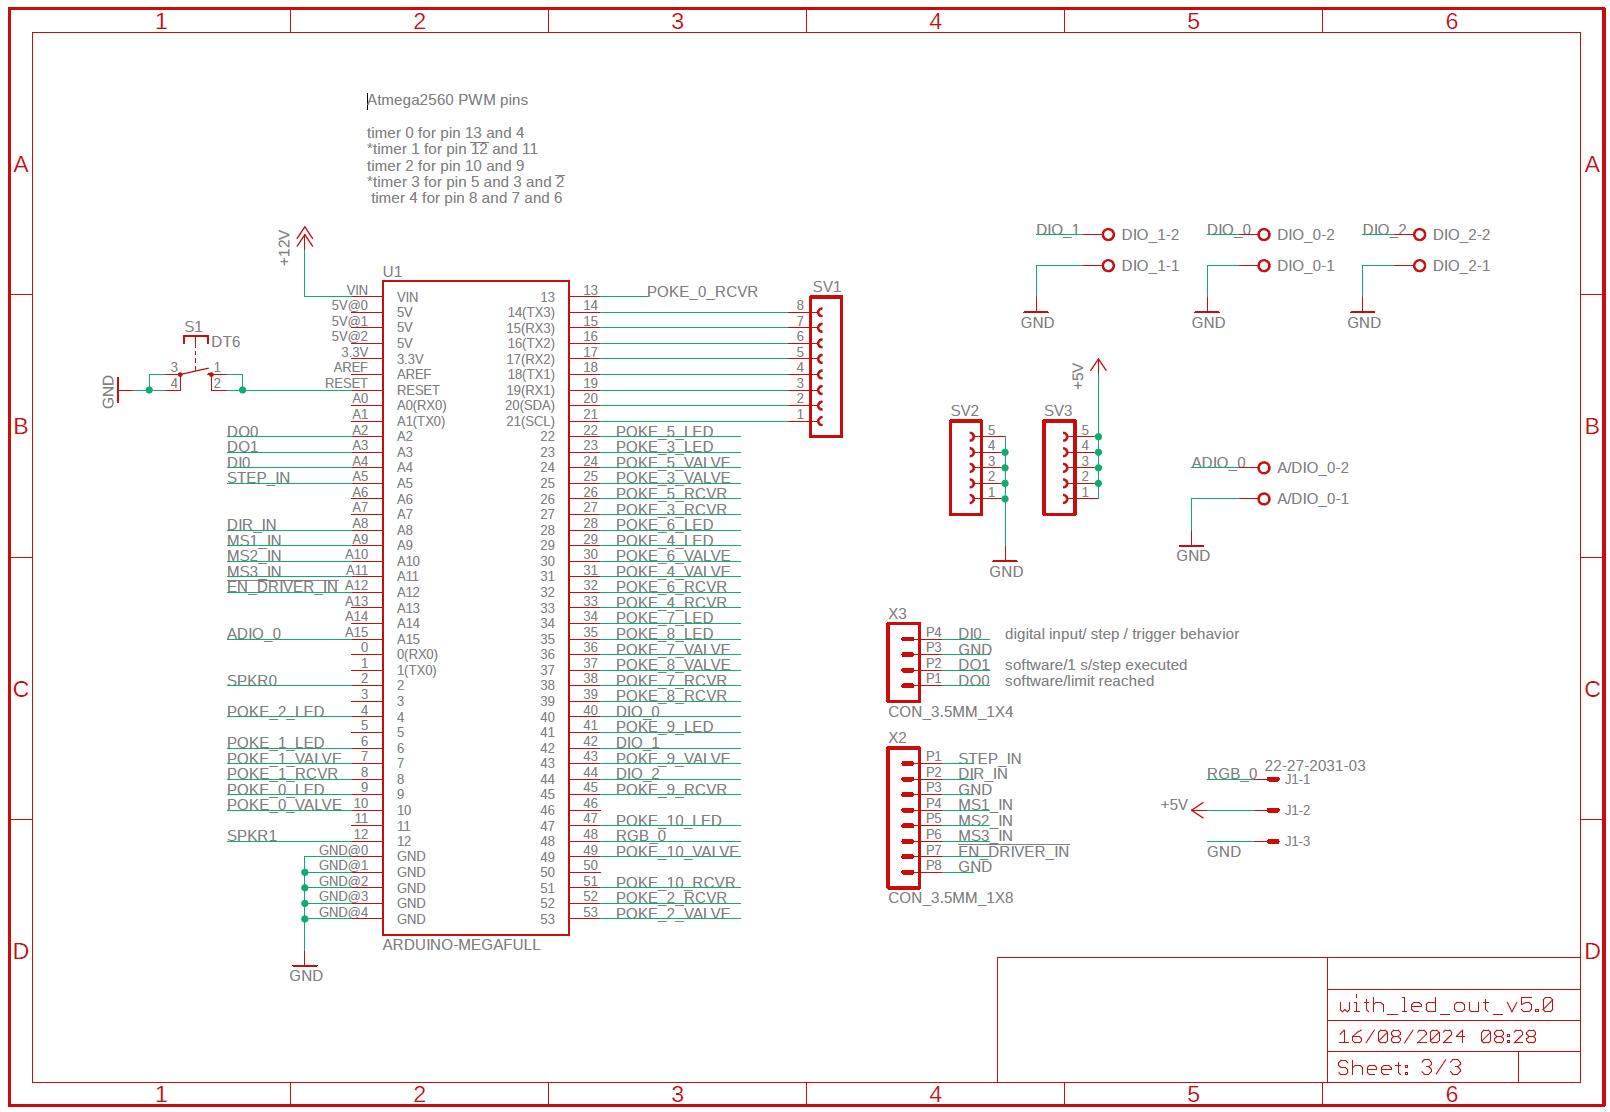 1 2 3 4 5 6
A A
B B
C C
D D
Atmega2560 PWM pins
timer 0 for pin 13 and 4
*timer 1 for pin 12 and 11
timer 2 for pin 10 and 9
*timer 3 for pin 5 and 3 and 2
timer 4 for pin 8 and 7 and 6
+12V
S1
DT6
3 1
4 2
GND
U1
VIN VIN 13 13 POKE_0_RCVR
5V@0 5V 14(TX3) 14
5V@1 5V 15(RX3) 15
5V@2 5V 16(TX2) 16
3.3V 3.3V 17(RX2) 17
AREF AREF 18(TX1) 18
RESET RESET 19(RX1) 19
A0 A0(RX0) 20(SDA) 20
A1 A1(TX0) 21(SCL) 21
DO0 A2 A2 22 22 POKE_5_LED
DO1 A3 A3 23 23 POKE_3_LED
DI0 A4 A4 24 24 POKE_5_VALVE
STEP_IN A5 A5 25 25 POKE_3_VALVE
A6 A6 26 26 POKE_5_RCVR
A7 A7 27 27 POKE_3_RCVR
DIR_IN A8 A8 28 28 POKE_6_LED
MS1_IN A9 A9 29 29 POKE_4_LED
MS2_IN A10 A10 30 30 POKE_6_VALVE
MS3_IN A11 A11 31 31 POKE_4_VALVE
EN_DRIVER_IN A12 A12 32 32 POKE_6_RCVR
A13 A13 33 33 POKE_4_RCVR
A14 A14 34 34 POKE_7_LED
ADIO_0 A15 A15 35 35 POKE_8_LED
0 0(RX0) 36 36 POKE_7_VALVE
1 1(TX0) 37 37 POKE_8_VALVE
SPKR0 2 2 38 38 POKE_7_RCVR
3 3 39 39 POKE_8_RCVR
POKE_2_LED 4 4 40 40 DIO_0
5 5 41 41 POKE_9_LED
POKE_1_LED 6 6 42 42 DIO_1
POKE_1_VALVE 7 7 43 43 POKE_9_VALVE
POKE_1_RCVR 8 8 44 44 DIO_2
POKE_0_LED 9 9 45 45 POKE_9_RCVR
POKE_0_VALVE 10 10 46 46
11 11 47 47 POKE_10_LED
SPKR1 12 12 48 48 RGB_0
GND@0 GND 49 49 POKE_10_VALVE
GND@1 GND 50 50
GND@2 GND 51 51 POKE_10_RCVR
GND@3 GND 52 52 POKE_2_RCVR
GND@4 GND 53 53 POKE_2_VALVE
ARDUINO-MEGAFULL
GND
SV1
8
7
6
5
4
3
2
1
DIO_1 DIO_1-2 DIO_0 DIO_0-2 DIO_2 DIO_2-2
DIO_1-1 DIO_0-1 DIO_2-1
GND GND GND
+5V
SV2 SV3
5 5
4 4
3 3
2 2
1 1
GND
ADIO_0 A/DIO_0-2
A/DIO_0-1
GND
X3
P4 DI0 digital input/ step / trigger behavior
P3 GND
P2 DO1 software/1 s/step executed
P1 DO0 software/limit reached
CON_3.5MM_1X4
X2
P1 STEP_IN
P2 DIR_IN
P3 GND
P4 MS1_IN
P5 MS2_IN
P6 MS3_IN
P7 EN_DRIVER_IN
P8 GND
CON_3.5MM_1X8
22-27-2031-03
RGB_0 J1-1
+5V J1-2
GND J1-3
with_led_out_v5.0
16/08/2024 08:28
Sheet: 3/3
1 2 3 4 5 6